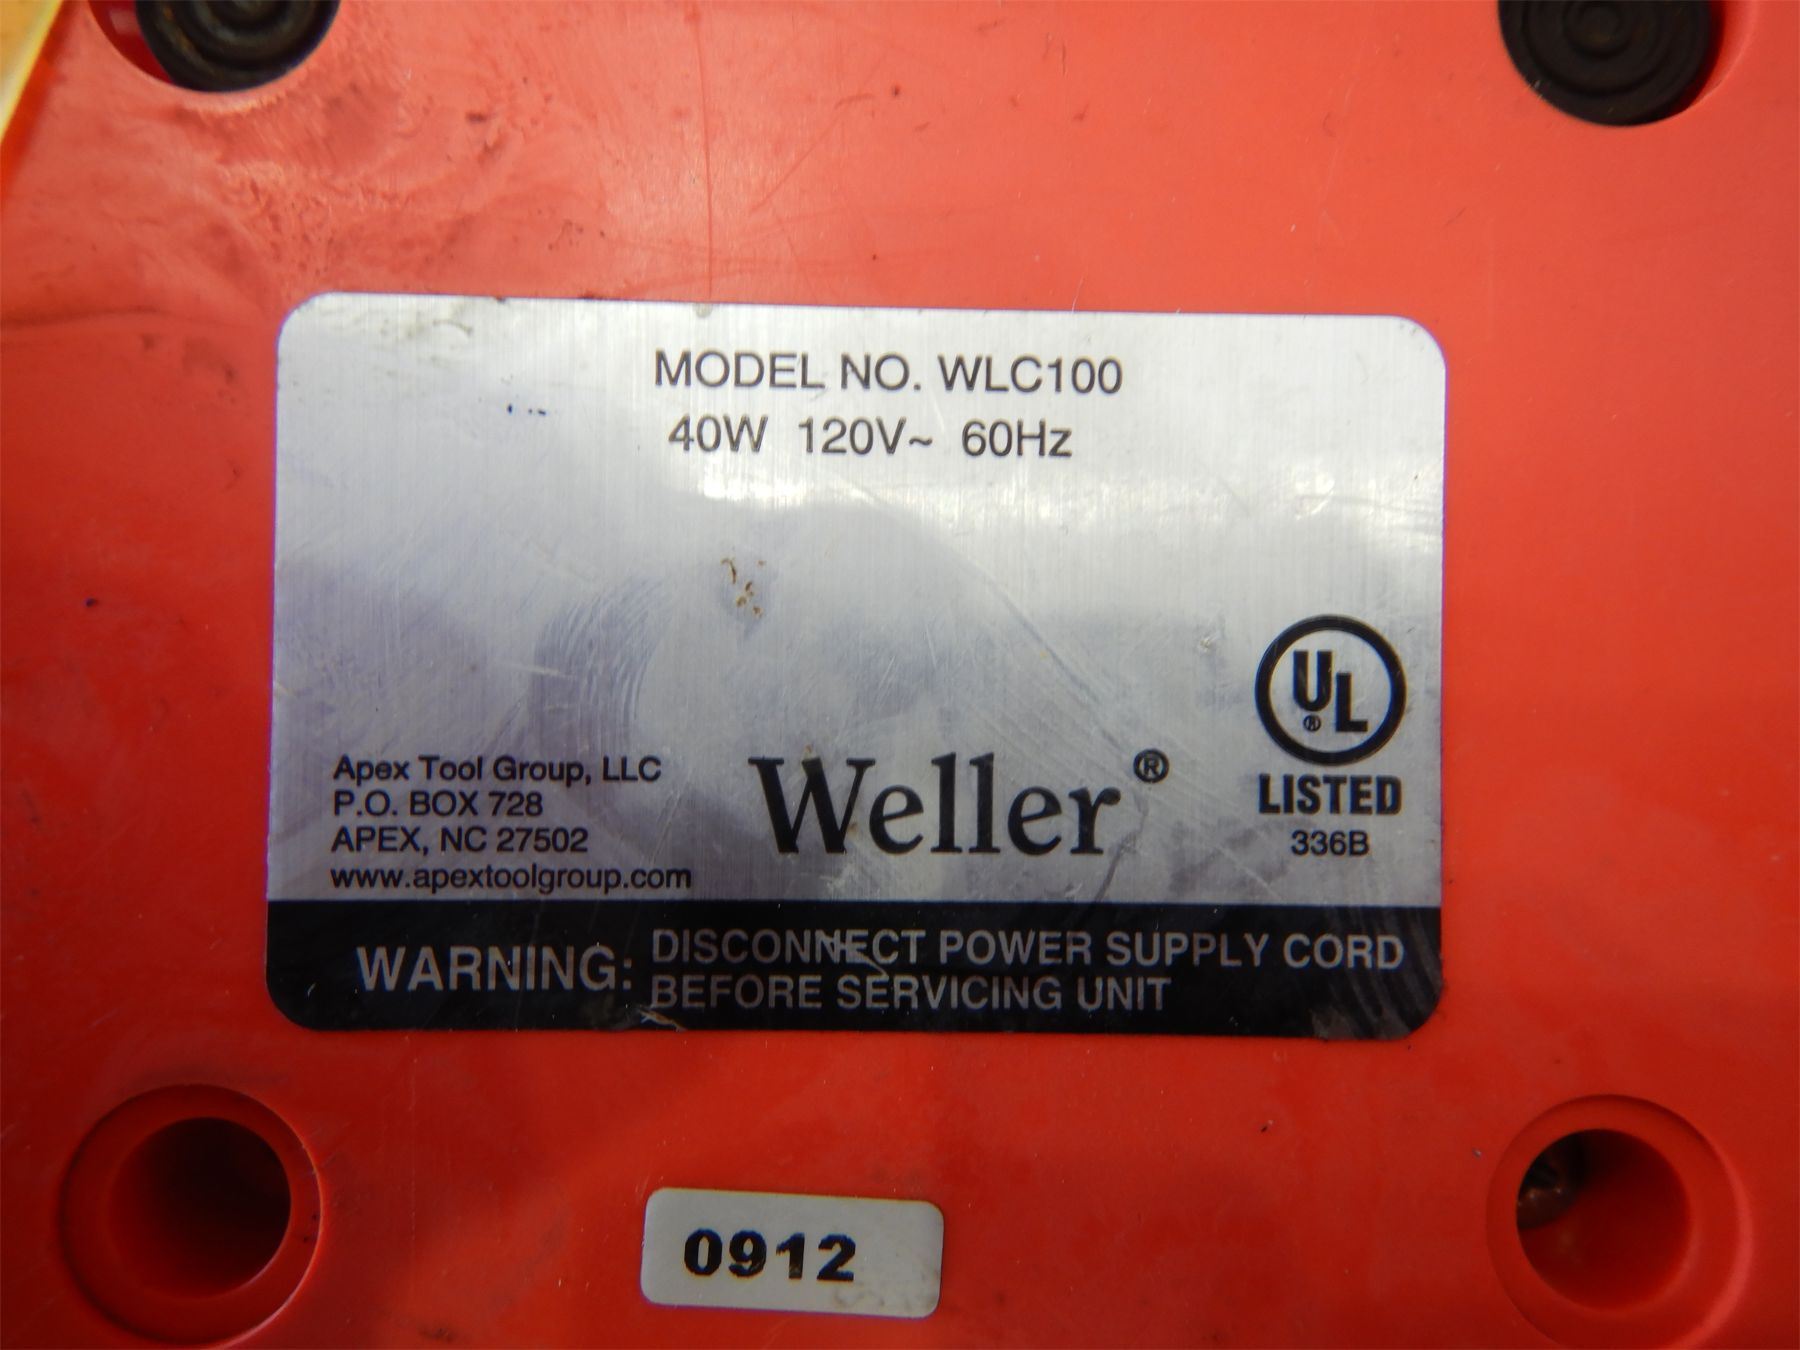 MODEL NO. WLC100
40W 120V~ 60Hz
Apex Tool Group, LLC
P.O. BOX 728
APEX, NC 27502
www.apextoolgroup.com
Weller®
UL®
LISTED
336B
WARNING: DISCONNECT POWER SUPPLY CORD
BEFORE SERVICING UNIT
0912